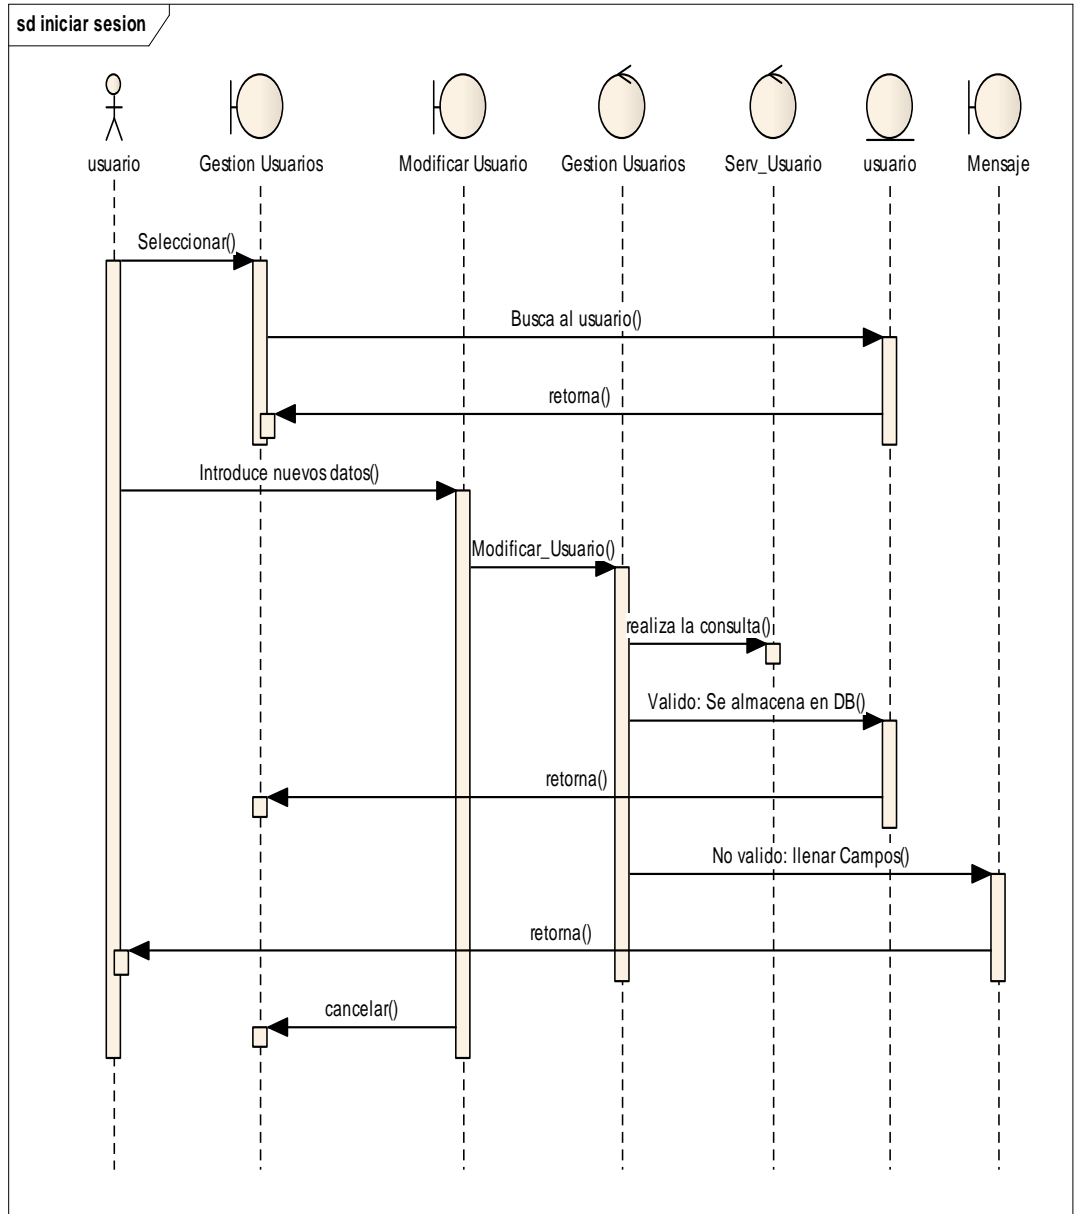 sd iniciar sesion
usuario
Gestion Usuarios
Modificar Usuario
Gestion Usuarios
Serv_Usuario
usuario
Mensaje
Seleccionar()
Busca al usuario()
retorna()
Introduce nuevos datos()
Modificar_Usuario()
realiza la consulta()
Valido: Se almacena en DB()
retorna()
No valido: llenar Campos()
retorna()
cancelar()